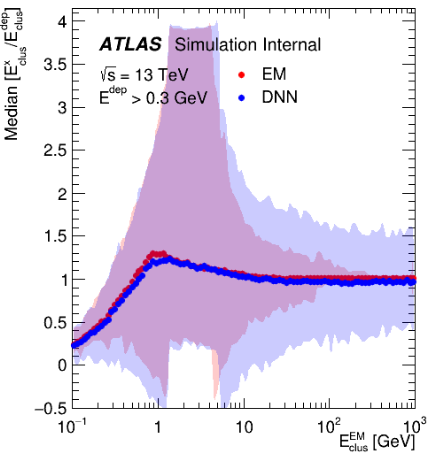 Median [E^x_clus/E^dep_clus]
4
3.5
3
2.5
2
1.5
1
0.5
0
−0.5
ATLAS Simulation Internal
√s = 13 TeV
E^dep > 0.3 GeV
EM
DNN
10^−1 1 10 10^2 10^3
E^EM_clus [GeV]